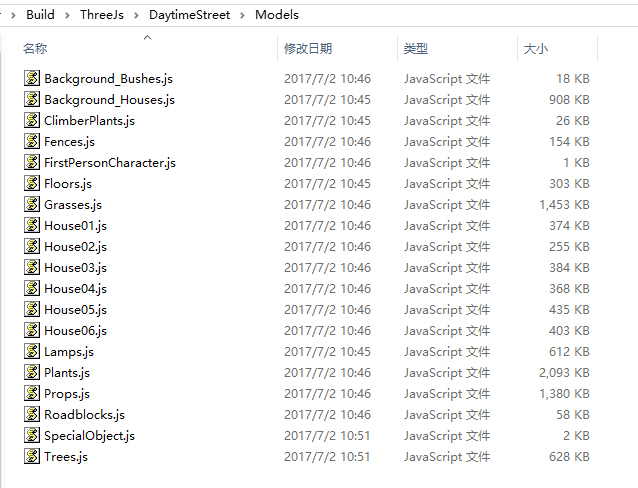 › Build › ThreeJs › DaytimeStreet › Models
名称 修改日期 类型 大小
Background_Bushes.js 2017/7/2 10:46 JavaScript 文件 18 KB
Background_Houses.js 2017/7/2 10:45 JavaScript 文件 908 KB
ClimberPlants.js 2017/7/2 10:45 JavaScript 文件 26 KB
Fences.js 2017/7/2 10:46 JavaScript 文件 154 KB
FirstPersonCharacter.js 2017/7/2 10:46 JavaScript 文件 1 KB
Floors.js 2017/7/2 10:45 JavaScript 文件 303 KB
Grasses.js 2017/7/2 10:46 JavaScript 文件 1,453 KB
House01.js 2017/7/2 10:46 JavaScript 文件 374 KB
House02.js 2017/7/2 10:46 JavaScript 文件 255 KB
House03.js 2017/7/2 10:46 JavaScript 文件 384 KB
House04.js 2017/7/2 10:46 JavaScript 文件 368 KB
House05.js 2017/7/2 10:46 JavaScript 文件 435 KB
House06.js 2017/7/2 10:46 JavaScript 文件 403 KB
Lamps.js 2017/7/2 10:45 JavaScript 文件 612 KB
Plants.js 2017/7/2 10:46 JavaScript 文件 2,093 KB
Props.js 2017/7/2 10:46 JavaScript 文件 1,380 KB
Roadblocks.js 2017/7/2 10:46 JavaScript 文件 58 KB
SpecialObject.js 2017/7/2 10:51 JavaScript 文件 2 KB
Trees.js 2017/7/2 10:51 JavaScript 文件 628 KB